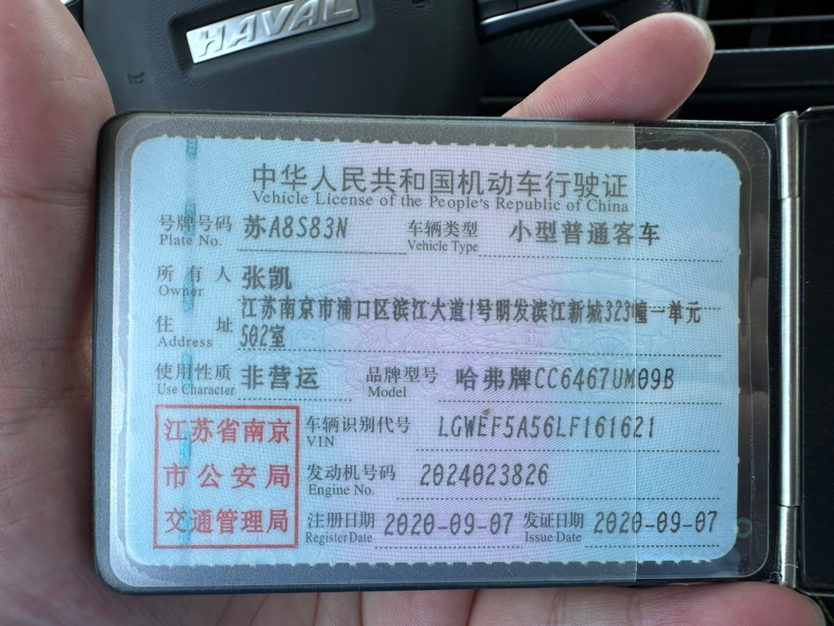 HAVAL
中华人民共和国机动车行驶证
Vehicle License of the People's Republic of China
号牌号码 苏A8S83N 车辆类型 小型普通客车
Plate No. Vehicle Type
所有人 张凯
Owner
江苏南京市浦口区滨江大道1号明发滨江新城323幢一单元
住址 502室
Address
使用性质 非营运 品牌型号 哈弗牌CC6467UM09B
Use Character Model
江苏省南京 车辆识别代号 LGWEF5A56LF161621
VIN
市公安局 发动机号码 2024023826
Engine No.
交通管理局 注册日期 2020-09-07 发证日期 2020-09-07
Register Date Issue Date